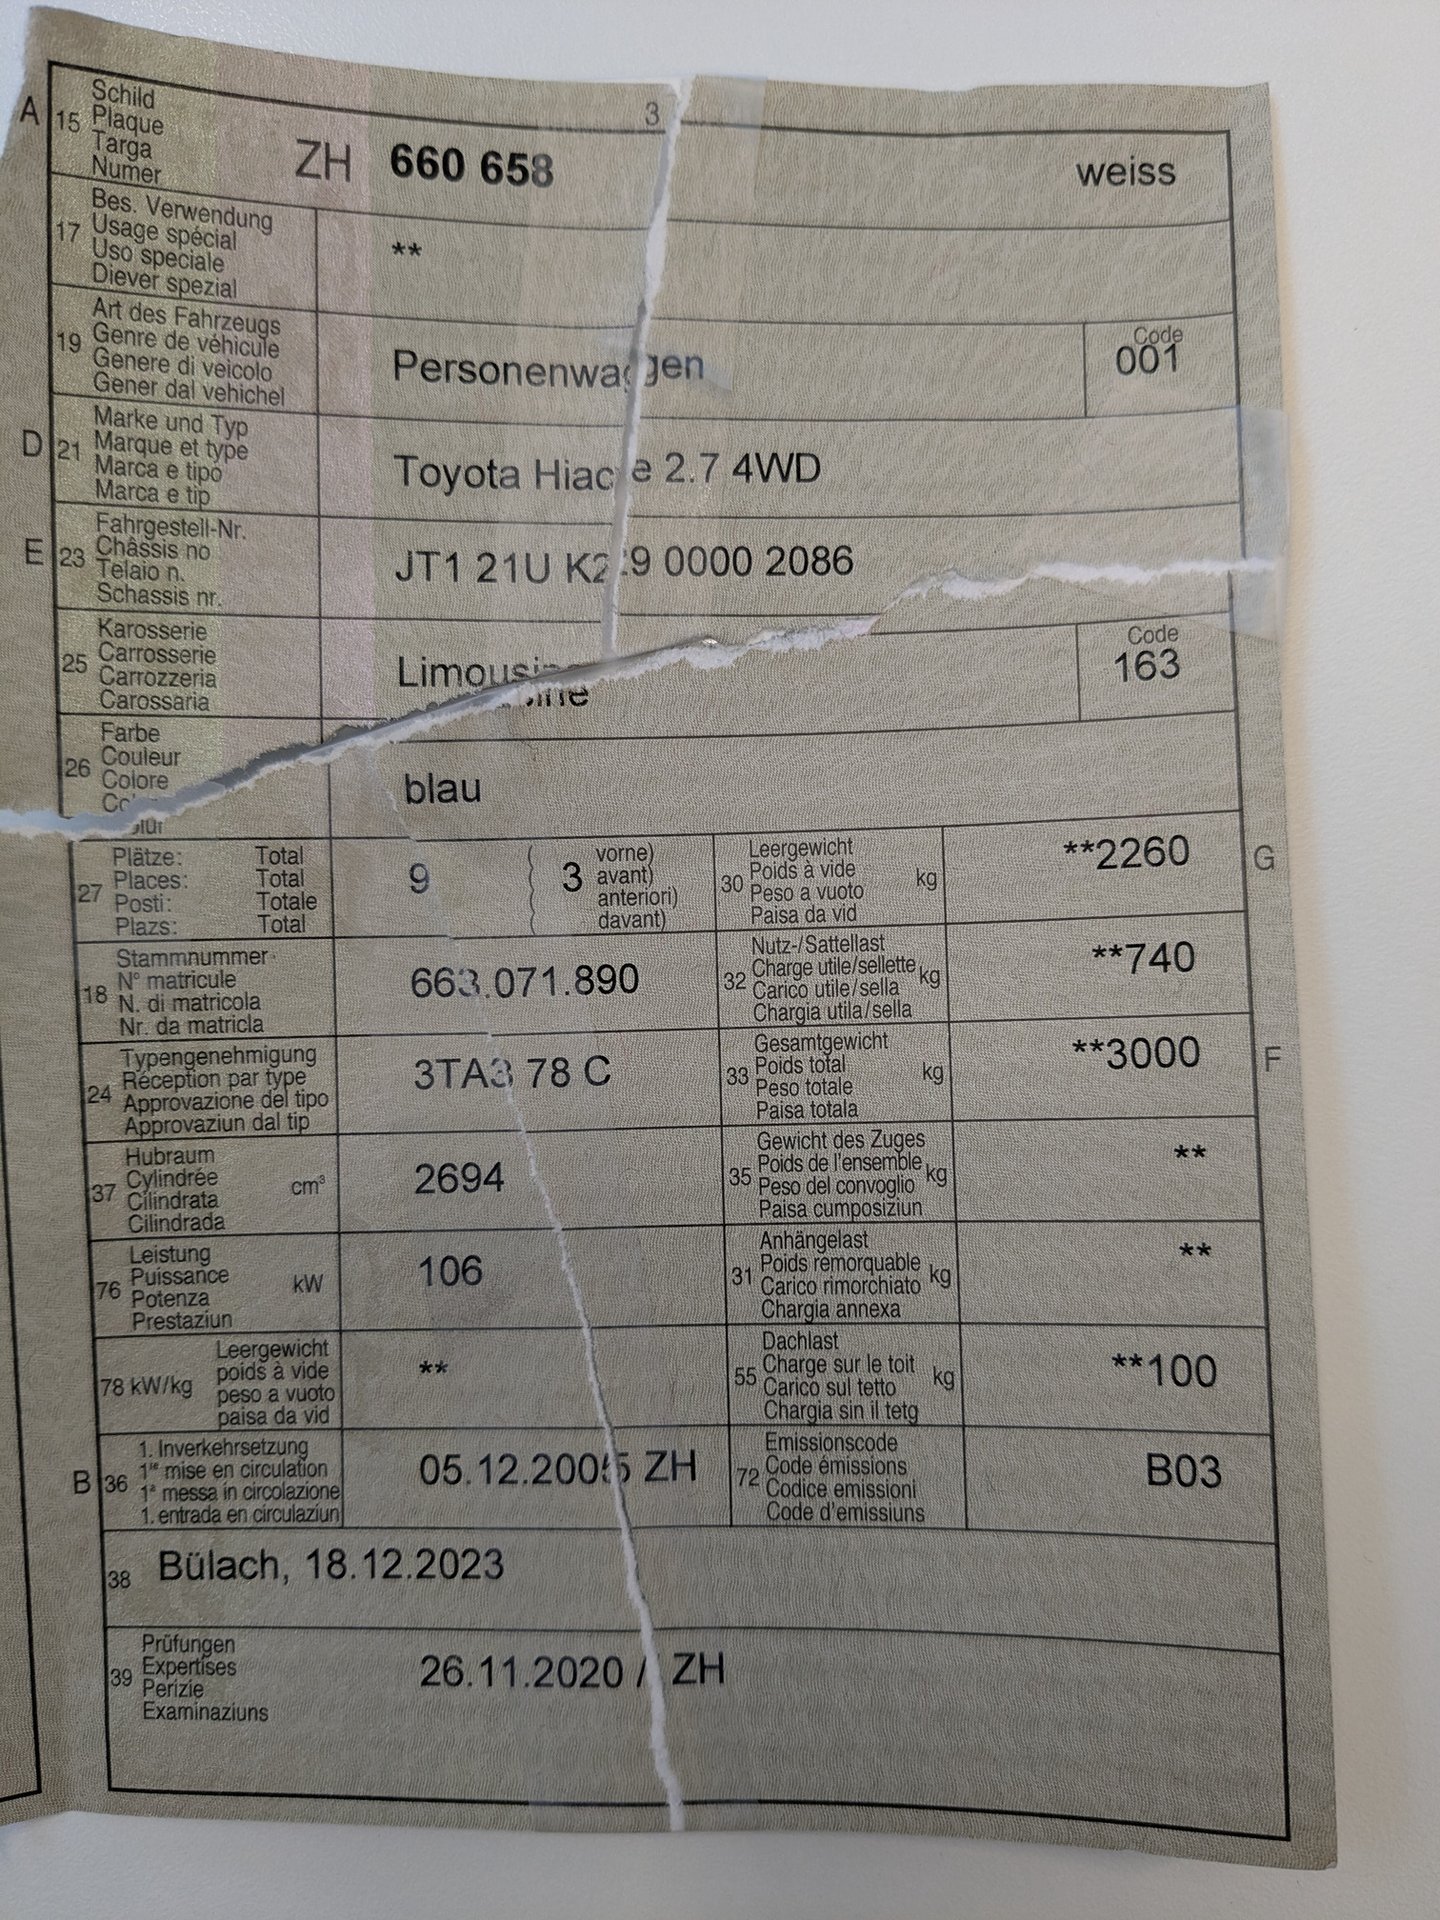 3
A 15 Schild
Plaque
Targa
Numer
ZH 660 658 weiss
17 Bes. Verwendung
Usage spécial
Uso speciale
Diever spezial
**
19 Art des Fahrzeugs
Genre de véhicule
Genere di veicolo
Gener dal vehichel
Personenwagen
Code
001
D 21 Marke und Typ
Marque et type
Marca e tipo
Marca e tip
Toyota Hiace 2.7 4WD
E 23 Fahrgestell-Nr.
Châssis no
Telaio n.
Schassis nr.
JT1 21U K2 9 0000 2086
25 Karosserie
Carrosserie
Carrozzeria
Carossaria
Limousine
Code
163
26 Farbe
Couleur
Colore
Colur
blau
27 Plätze: Total
Places: Total
Posti: Totale
Plazs: Total
9
( 3 vorne)
( avant)
( anteriori)
( davant)
30 Leergewicht
Poids à vide
Peso a vuoto
Paisa da vid
kg
**2260 G
18 Stammnummer
N° matricule
N. di matricola
Nr. da matricla
663.071.890
32 Nutz-/Sattellast
Charge utile/sellette
Carico utile/sella
Chargia utila/sella
kg
**740
24 Typengenehmigung
Réception par type
Approvazione del tipo
Approvaziun dal tip
3TA3 78 C
33 Gesamtgewicht
Poids total
Peso totale
Paisa totala
kg
**3000 F
37 Hubraum
Cylindrée
Cilindrata
Cilindrada
cm³
2694
35 Gewicht des Zuges
Poids de l'ensemble
Peso del convoglio
Paisa cumposiziun
kg
**
76 Leistung
Puissance
Potenza
Prestaziun
kW
106
31 Anhängelast
Poids remorquable
Carico rimorchiato
Chargia annexa
kg
**
78 kW/kg Leergewicht
poids à vide
peso a vuoto
paisa da vid
**
55 Dachlast
Charge sur le toit
Carico sul tetto
Chargia sin il tetg
kg
**100
B 36 1. Inverkehrsetzung
1re mise en circulation
1a messa in circolazione
1. entrada en circulaziun
05.12.2005 ZH
72 Emissionscode
Code émissions
Codice emissioni
Code d'emissiuns
B03
38 Bülach, 18.12.2023
39 Prüfungen
Expertises
Perizie
Examinaziuns
26.11.2020 / ZH